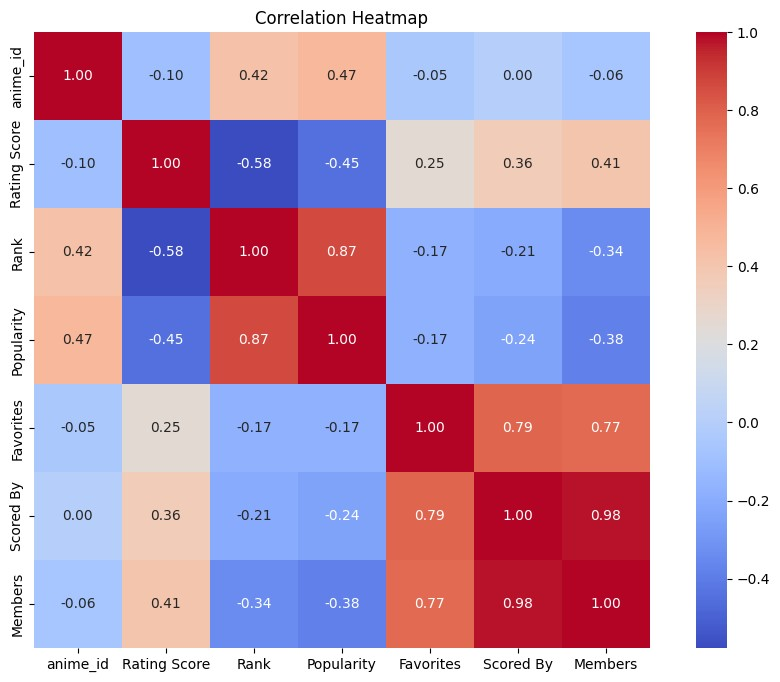 Correlation Heatmap
anime_id 1.00 -0.10 0.42 0.47 -0.05 0.00 -0.06
Rating Score -0.10 1.00 -0.58 -0.45 0.25 0.36 0.41
Rank 0.42 -0.58 1.00 0.87 -0.17 -0.21 -0.34
Popularity 0.47 -0.45 0.87 1.00 -0.17 -0.24 -0.38
Favorites -0.05 0.25 -0.17 -0.17 1.00 0.79 0.77
Scored By 0.00 0.36 -0.21 -0.24 0.79 1.00 0.98
Members -0.06 0.41 -0.34 -0.38 0.77 0.98 1.00
anime_id Rating Score Rank Popularity Favorites Scored By Members
1.0
0.8
0.6
0.4
0.2
0.0
−0.2
−0.4